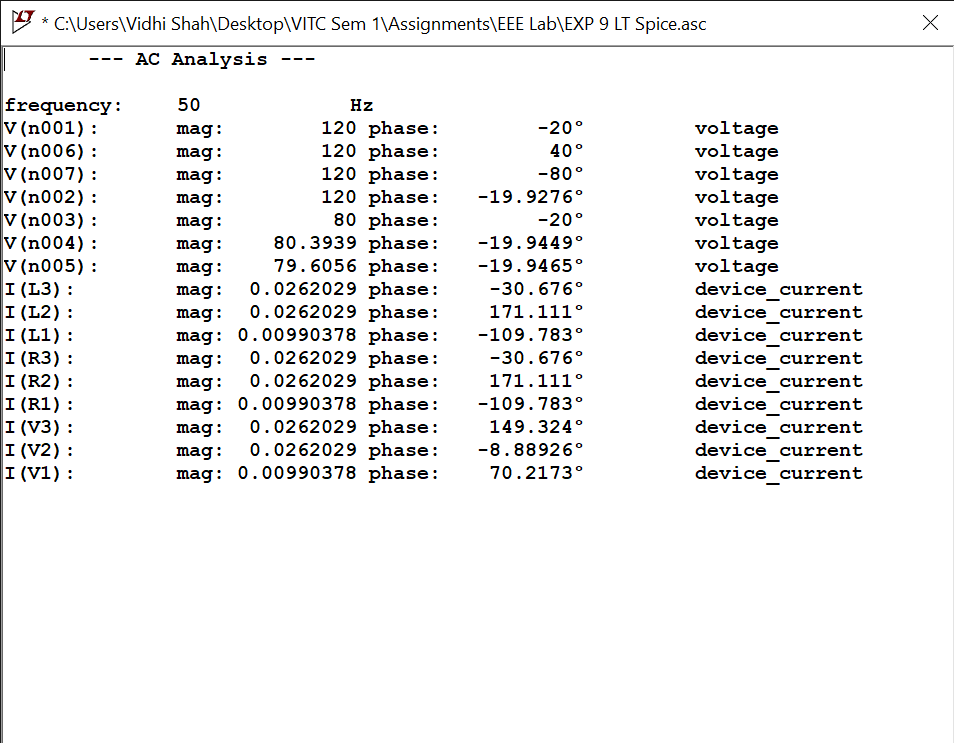 * C:\Users\Vidhi Shah\Desktop\VITC Sem 1\Assignments\EEE Lab\EXP 9 LT Spice.asc
--- AC Analysis ---
frequency: 50 Hz
V(n001): mag: 120 phase: -20° voltage
V(n006): mag: 120 phase: 40° voltage
V(n007): mag: 120 phase: -80° voltage
V(n002): mag: 120 phase: -19.9276° voltage
V(n003): mag: 80 phase: -20° voltage
V(n004): mag: 80.3939 phase: -19.9449° voltage
V(n005): mag: 79.6056 phase: -19.9465° voltage
I(L3): mag: 0.0262029 phase: -30.676° device_current
I(L2): mag: 0.0262029 phase: 171.111° device_current
I(L1): mag: 0.00990378 phase: -109.783° device_current
I(R3): mag: 0.0262029 phase: -30.676° device_current
I(R2): mag: 0.0262029 phase: 171.111° device_current
I(R1): mag: 0.00990378 phase: -109.783° device_current
I(V3): mag: 0.0262029 phase: 149.324° device_current
I(V2): mag: 0.0262029 phase: -8.88926° device_current
I(V1): mag: 0.00990378 phase: 70.2173° device_current